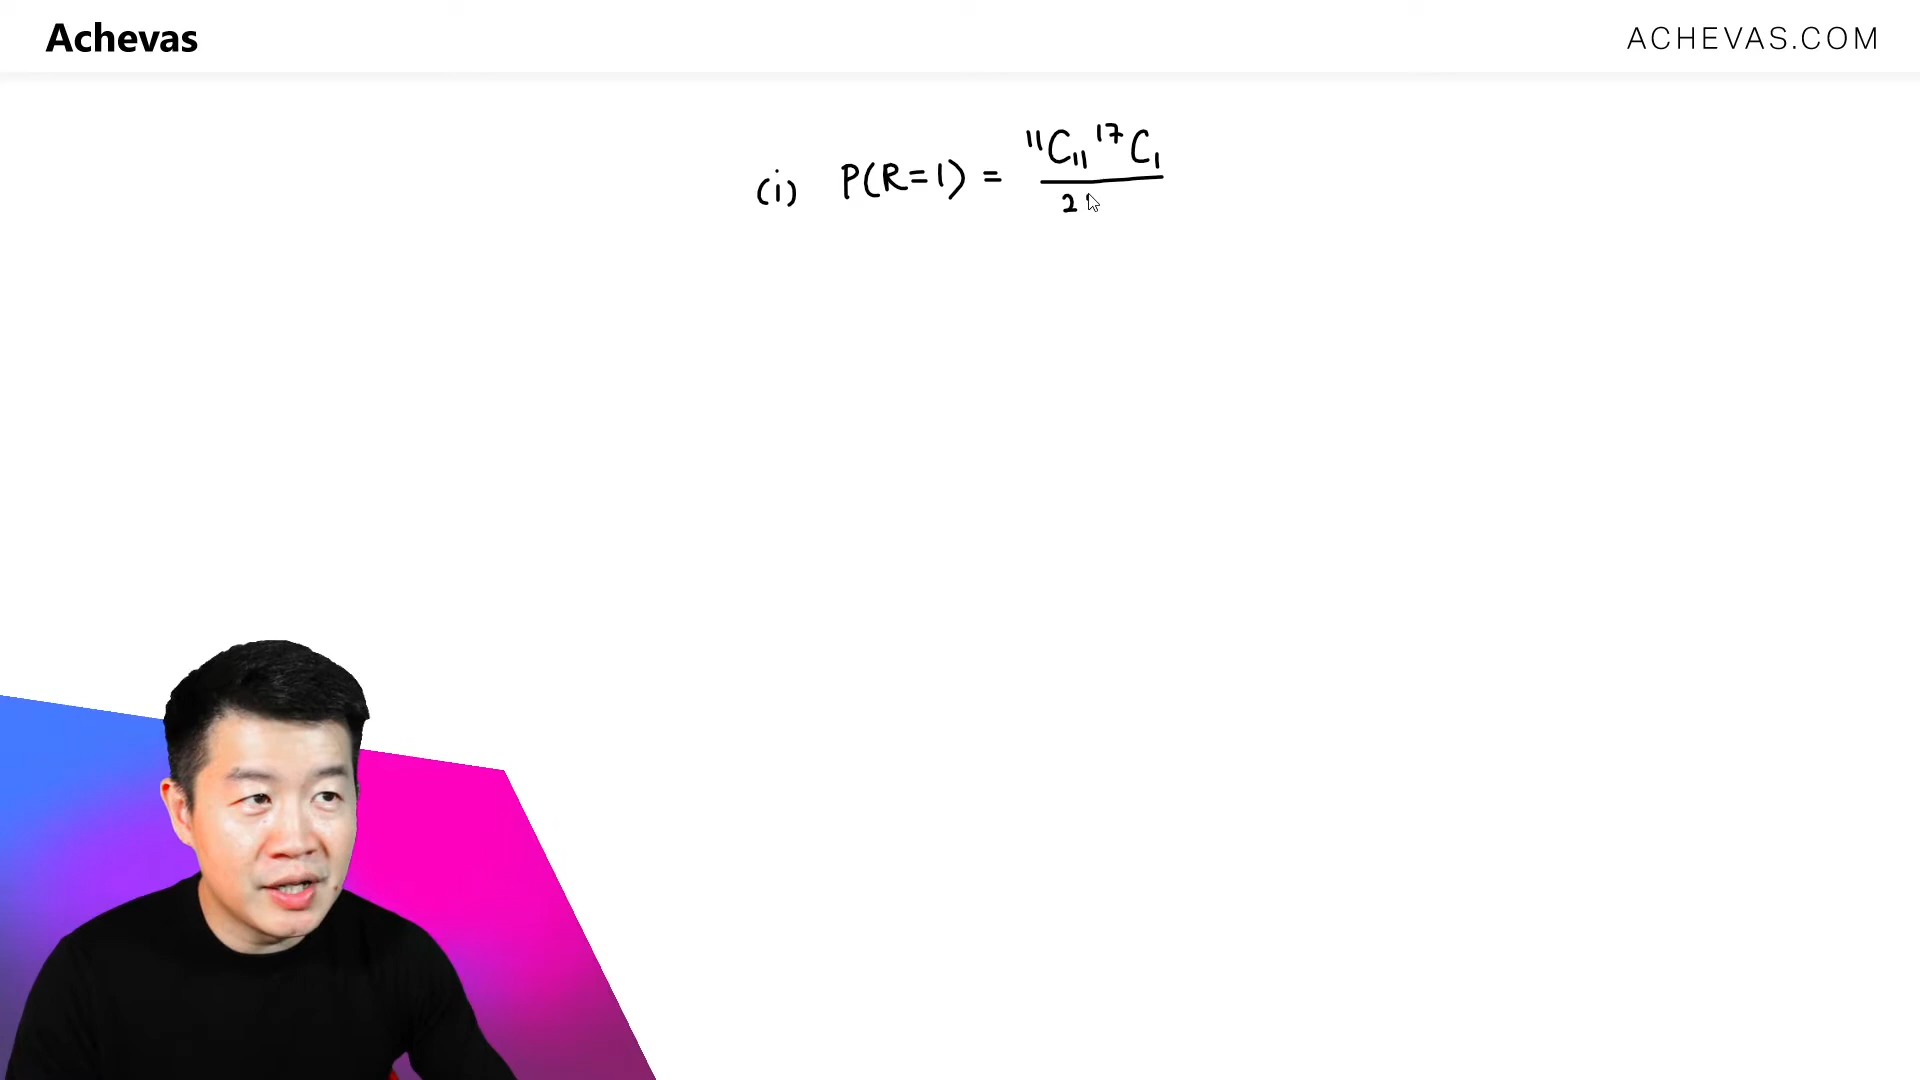 Achevas
ACHEVAS.COM
(i) P(R=1) = ¹¹C₁₁ ¹⁷C₁
2